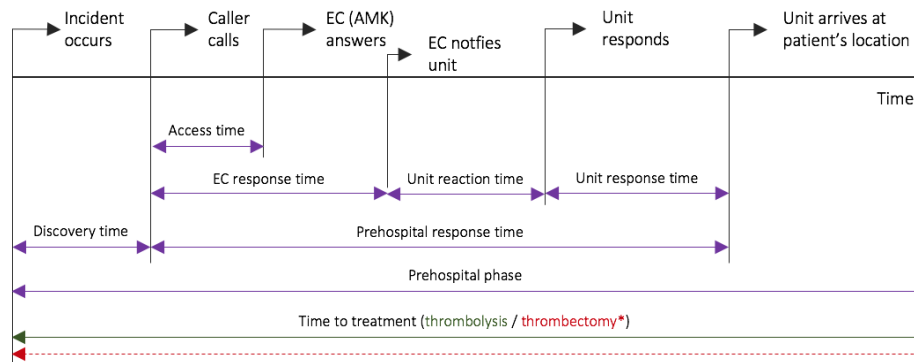 Incident
occurs
Caller
calls
EC (AMK)
answers
EC notfies
unit
Unit
responds
Unit arrives at
patient's location
Time
Access time
EC response time
Unit reaction time
Unit response time
Discovery time
Prehospital response time
Prehospital phase
Time to treatment (thrombolysis / thrombectomy*)